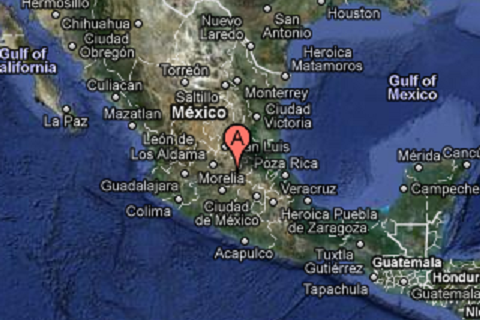 Hermosillo
Chihuahua
Nuevo
Laredo
San
Antonio
Houston
Gulf of
California
Ciudad
Obregón
Heroica
Matamoros
Torreón
Culiacán
Saltillo
Monterrey
Gulf of
Mexico
La Paz
Mazatlan
México
Ciudad
Victoria
A
León de
Los Aldama
San Luis
Poza Rica
Mérida
Cancú
Guadalajara
Morelia
Veracruz
Campeche
Colima
Ciudad
de México
Heroica Puebla
de Zaragoza
Acapulco
Tuxtla
Gutiérrez
Guatemala
Hondur
Tapachula
Guatemala
Ni